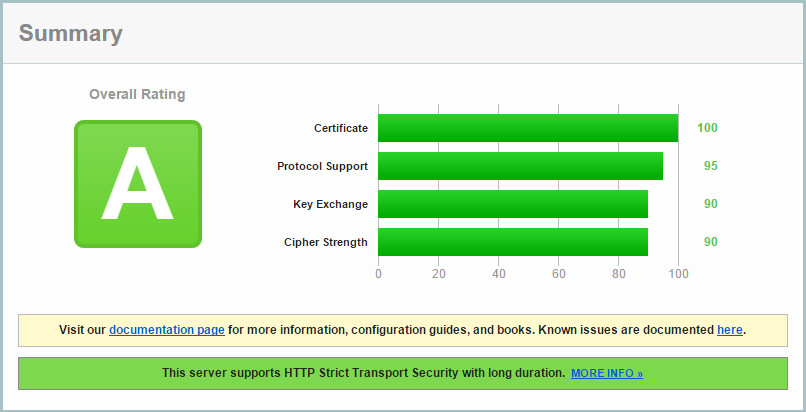 Summary
Overall Rating
A
Certificate 100
Protocol Support 95
Key Exchange 90
Cipher Strength 90
0 20 40 60 80 100
Visit our documentation page for more information, configuration guides, and books. Known issues are documented here.
This server supports HTTP Strict Transport Security with long duration. MORE INFO »